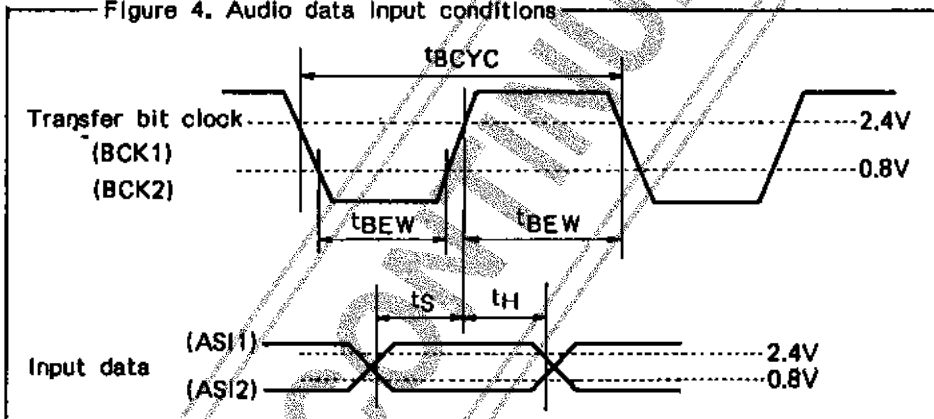 Figure 4. Audio data input conditions
tBCYC
Transfer bit clock
2.4V
(BCK1)
0.8V
(BCK2)
tBEW
tBEW
tS
tH
(ASI1)
2.4V
Input data
0.8V
(ASI2)